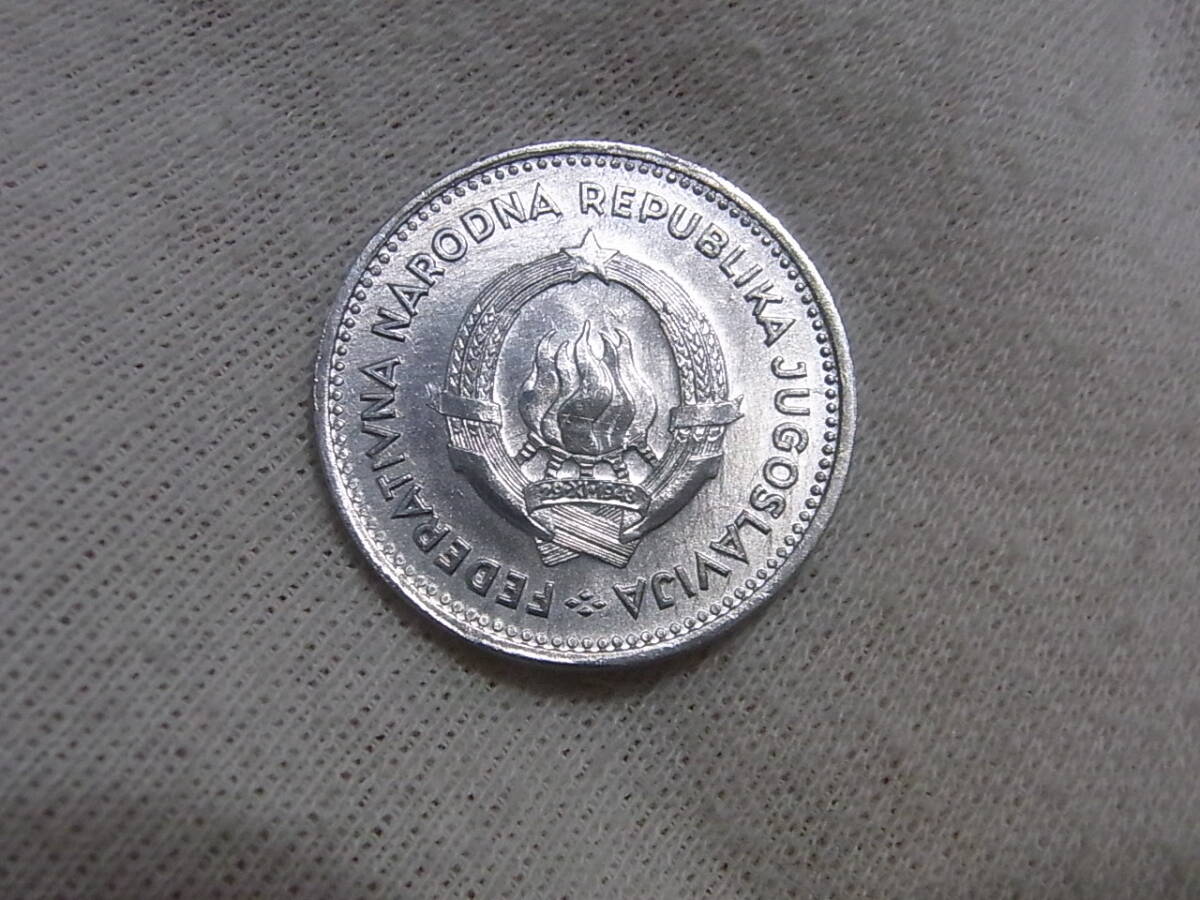 FEDERATIVNA NARODNA REPUBLIKA JUGOSLAVIJA
29·XI·1943